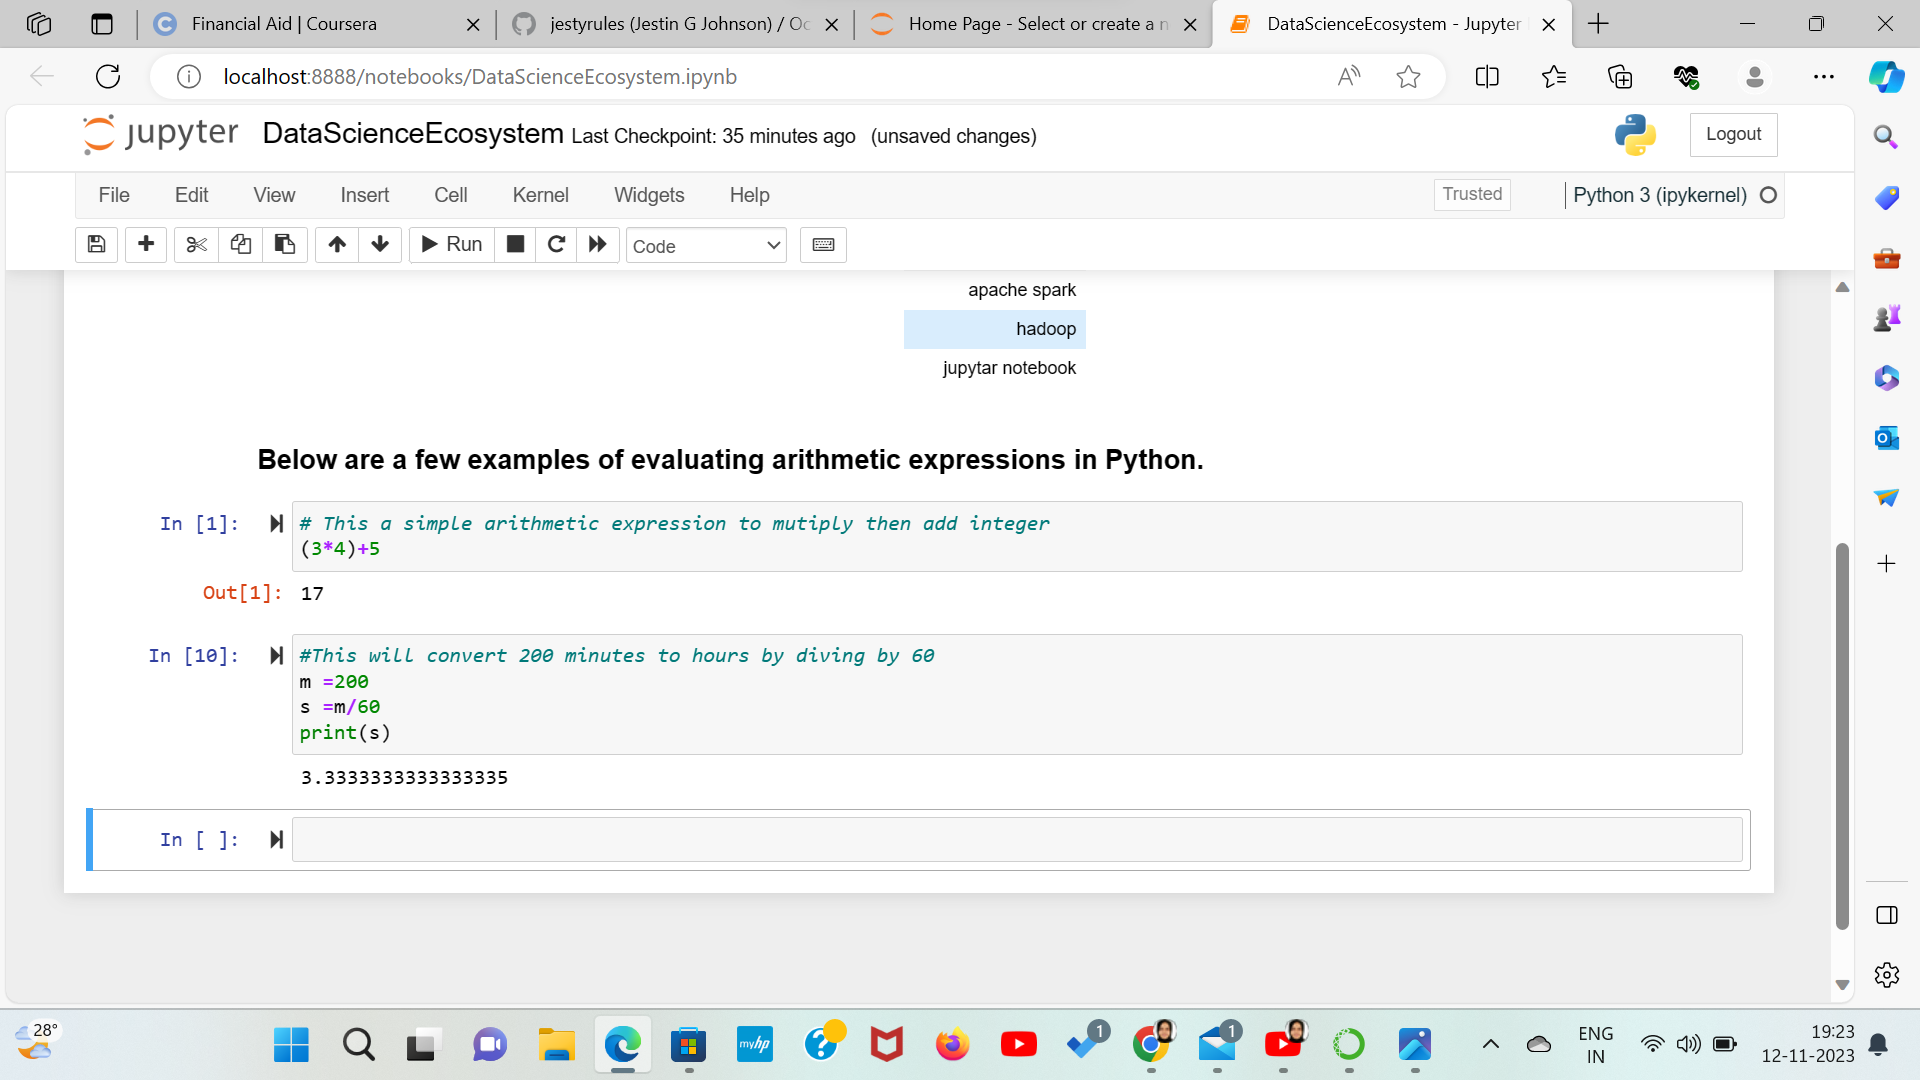 Financial Aid | Coursera
jestyrules (Jestin G Johnson) / Oc
Home Page - Select or create a n
DataScienceEcosystem - Jupyter
localhost:8888/notebooks/DataScienceEcosystem.ipynb
jupyter DataScienceEcosystem Last Checkpoint: 35 minutes ago (unsaved changes)
Logout
File Edit View Insert Cell Kernel Widgets Help
Trusted
Python 3 (ipykernel)
Run
Code
apache spark
hadoop
jupytar notebook
Below are a few examples of evaluating arithmetic expressions in Python.
In [1]: # This a simple arithmetic expression to mutiply then add integer
(3*4)+5
Out[1]: 17
In [10]: #This will convert 200 minutes to hours by diving by 60
m =200
s =m/60
print(s)
3.3333333333333335
In [ ]:
28°
myhp
1
1
ENG
IN
19:23
12-11-2023